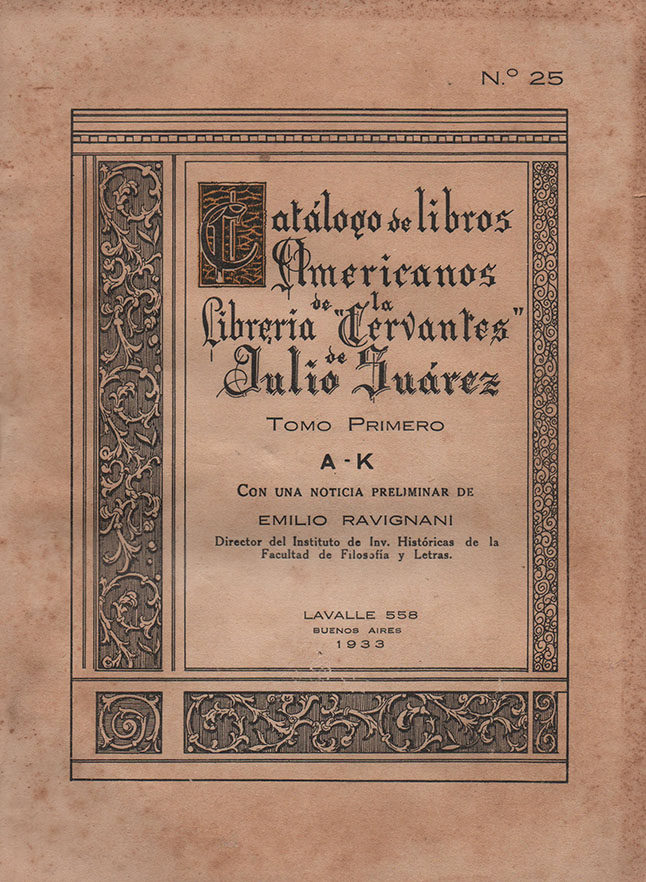 N.º 25
Catálogo de libros
Americanos
de la
Libreria "Cervantes"
de
Julio Suárez
TOMO PRIMERO
A - K
CON UNA NOTICIA PRELIMINAR DE
EMILIO RAVIGNANI
Director del Instituto de Inv. Históricas de la
Facultad de Filosofía y Letras.
LAVALLE 558
BUENOS AIRES
1933